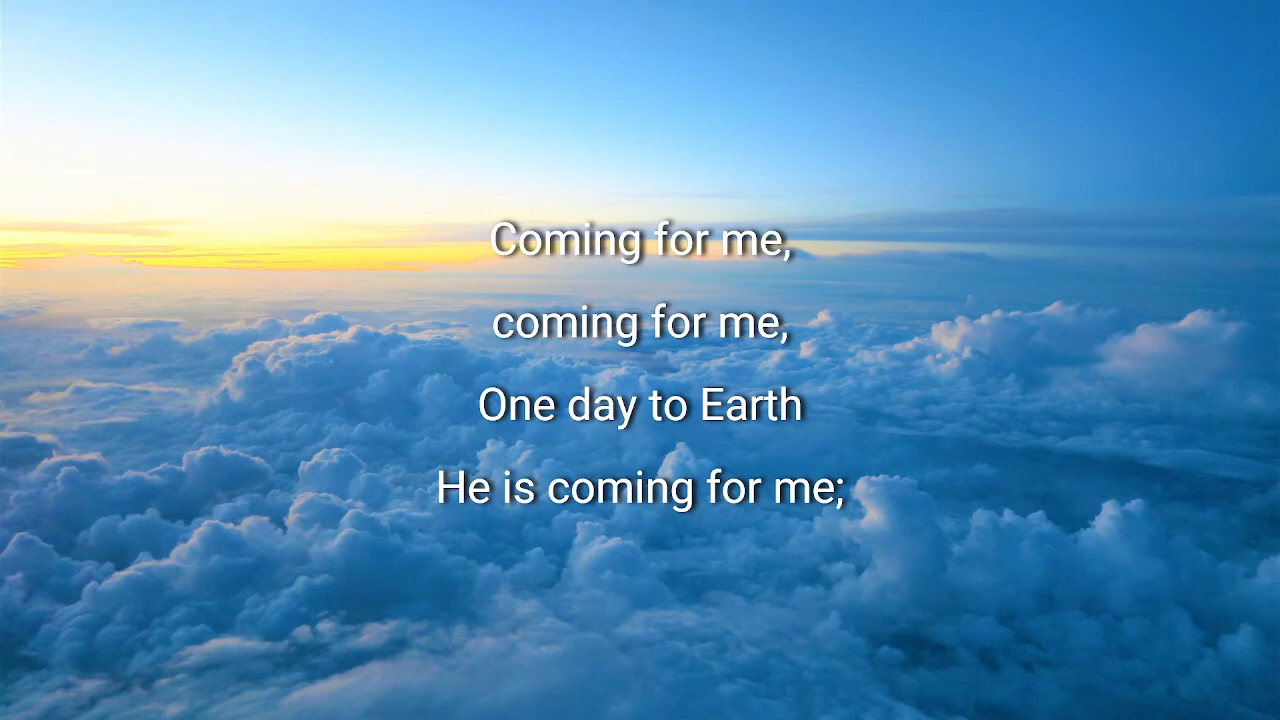 Coming for me,
coming for me,
One day to Earth
He is coming for me;